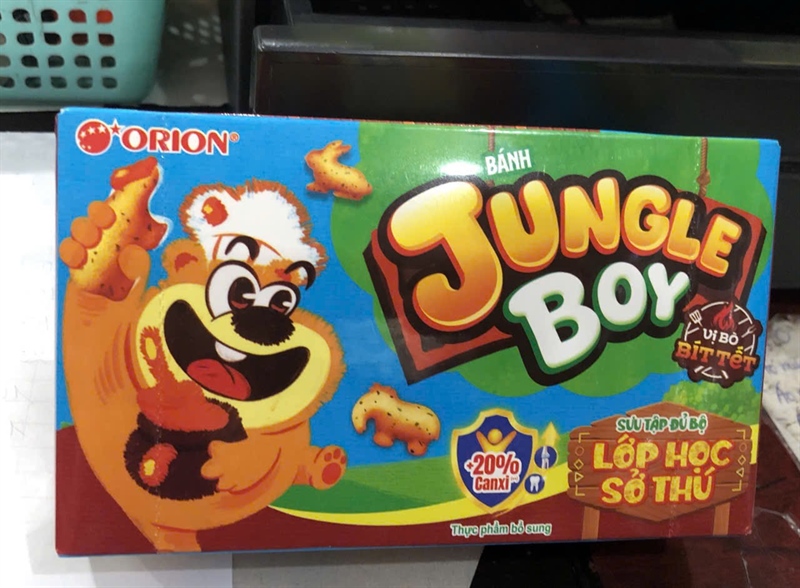 ORION
BÁNH
JUNGLE
BOY
Vị Bò
BÍT TẾT
+20%
Canxi
SƯU TẬP ĐỦ BỘ
LỚP HỌC
SỞ THÚ
Thực phẩm bổ sung